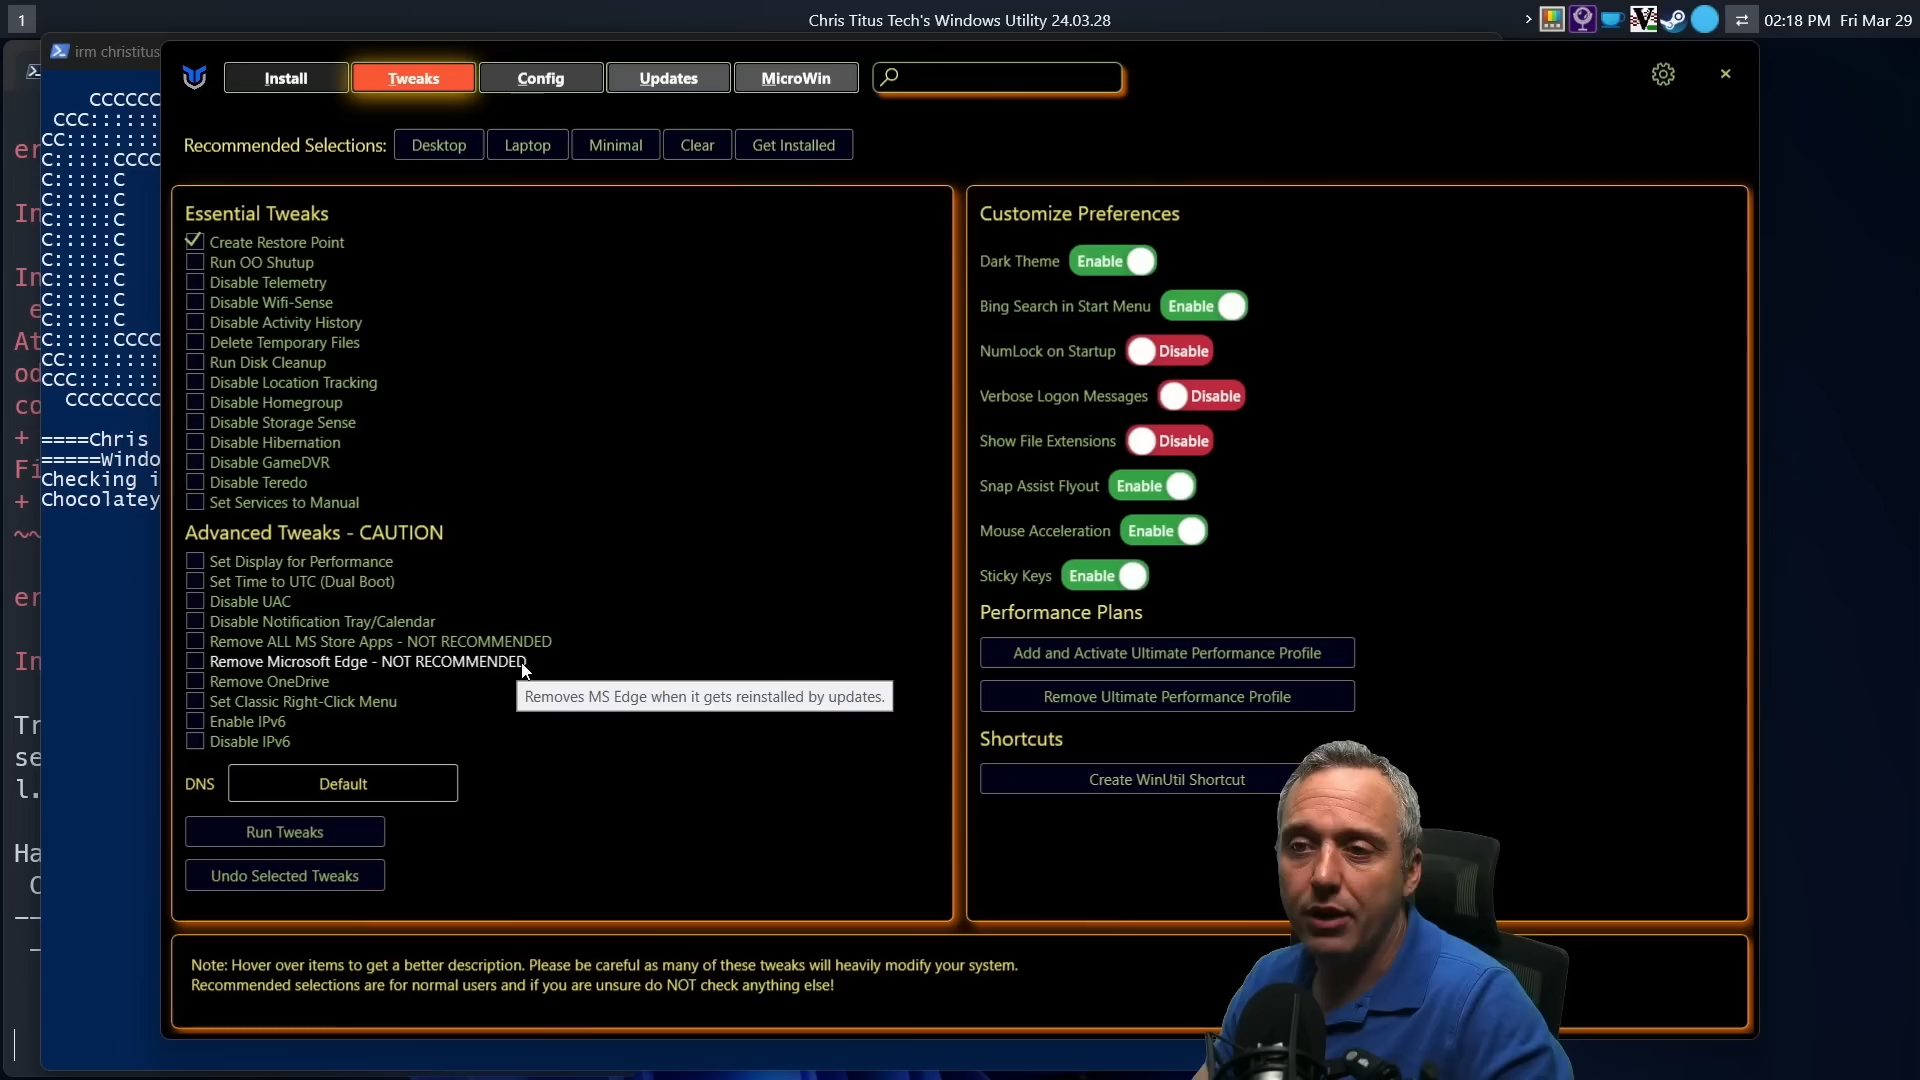 1
Chris Titus Tech's Windows Utility 24.03.28
02:18 PM Fri Mar 29
irm christitus
Install
Tweaks
Config
Updates
MicroWin
Recommended Selections:
Desktop
Laptop
Minimal
Clear
Get Installed
Essential Tweaks
Create Restore Point
Run OO Shutup
Disable Telemetry
Disable Wifi-Sense
Disable Activity History
Delete Temporary Files
Run Disk Cleanup
Disable Location Tracking
Disable Homegroup
Disable Storage Sense
Disable Hibernation
Disable GameDVR
Disable Teredo
Set Services to Manual
Advanced Tweaks - CAUTION
Set Display for Performance
Set Time to UTC (Dual Boot)
Disable UAC
Disable Notification Tray/Calendar
Remove ALL MS Store Apps - NOT RECOMMENDED
Remove Microsoft Edge - NOT RECOMMENDED
Remove OneDrive
Set Classic Right-Click Menu
Enable IPv6
Disable IPv6
Removes MS Edge when it gets reinstalled by updates.
DNS
Default
Run Tweaks
Undo Selected Tweaks
Customize Preferences
Dark Theme Enable
Bing Search in Start Menu Enable
NumLock on Startup Disable
Verbose Logon Messages Disable
Show File Extensions Disable
Snap Assist Flyout Enable
Mouse Acceleration Enable
Sticky Keys Enable
Performance Plans
Add and Activate Ultimate Performance Profile
Remove Ultimate Performance Profile
Shortcuts
Create WinUtil Shortcut
Note: Hover over items to get a better description. Please be careful as many of these tweaks will heavily modify your system.
Recommended selections are for normal users and if you are unsure do NOT check anything else!
cccccc
ccc::::::
cc:::::::
c:::::cccc
c:::::c
c:::::c
c:::::c
c:::::c
c:::::c
c:::::c
c:::::c
c:::::c
c:::::cccc
cc::::::::
ccc:::::::
cccccccc
====Chris
=====Windo
Checking i
Chocolatey